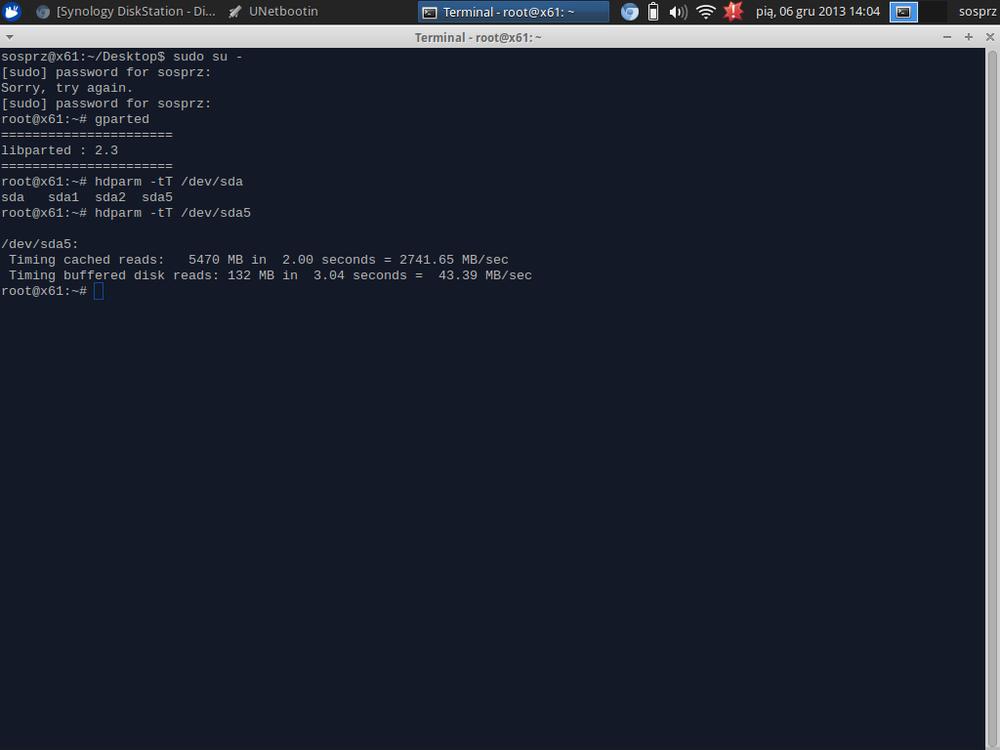 [Synology DiskStation - Di... UNetbootin Terminal - root@x61: ~ pią, 06 gru 2013 14:04 sosprz
Terminal - root@x61: ~
sosprz@x61:~/Desktop$ sudo su -
[sudo] password for sosprz:
Sorry, try again.
[sudo] password for sosprz:
root@x61:~# gparted
======================
libparted : 2.3
======================
root@x61:~# hdparm -tT /dev/sda
sda   sda1  sda2  sda5
root@x61:~# hdparm -tT /dev/sda5
/dev/sda5:
 Timing cached reads:   5470 MB in  2.00 seconds = 2741.65 MB/sec
 Timing buffered disk reads: 132 MB in  3.04 seconds =  43.39 MB/sec
root@x61:~#